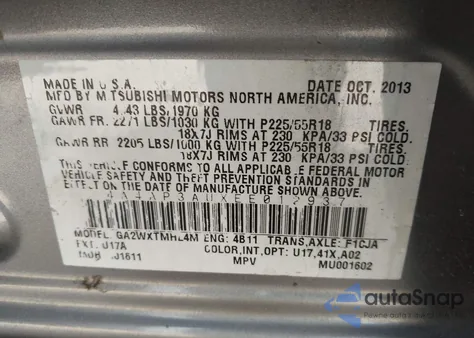 MADE IN U.S.A. DATE OCT. 2013
MFD BY MITSUBISHI MOTORS NORTH AMERICA, INC.
GVWR 4343 LBS/1970 KG
GAWR FR. 2271 LBS/1030 KG WITH P225/55R18 TIRES.
18X7J RIMS AT 230 KPA/33 PSI COLD.
GAWR RR 2205 LBS/1000 KG WITH P225/55R18 TIRES.
18X7J RIMS AT 230 KPA/33 PSI COLD.
THIS VEHICLE CONFORMS TO ALL APPLICABLE FEDERAL MOTOR
VEHICLE SAFETY AND THEFT PREVENTION STANDARDS IN
EFFECT ON THE DATE OF MANUFACTURE SHOWN ABOVE.
4A4AP3AUXEE012937
MODEL: GA2WXTMHL4M ENG: 4B11 TRANS,AXLE: F1CJA
EXT: U17A COLOR,INT,OPT: U17,41X,A02
MPV MU001602
autoSnap